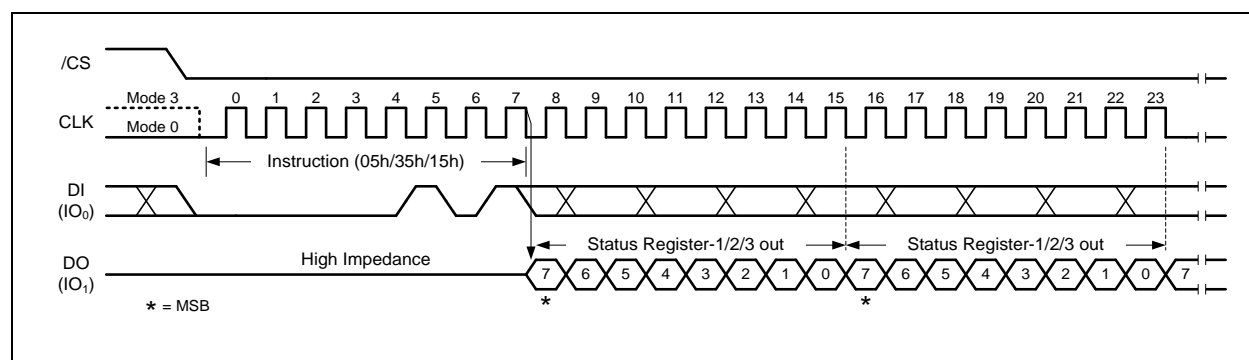 /CS
Mode 3
Mode 0
CLK
0 1 2 3 4 5 6 7 8 9 10 11 12 13 14 15 16 17 18 19 20 21 22 23
Instruction (05h/35h/15h)
DI
(IO₀)
High Impedance
Status Register-1/2/3 out
Status Register-1/2/3 out
DO
(IO₁)
7 6 5 4 3 2 1 0 7 6 5 4 3 2 1 0 7
* *
* = MSB